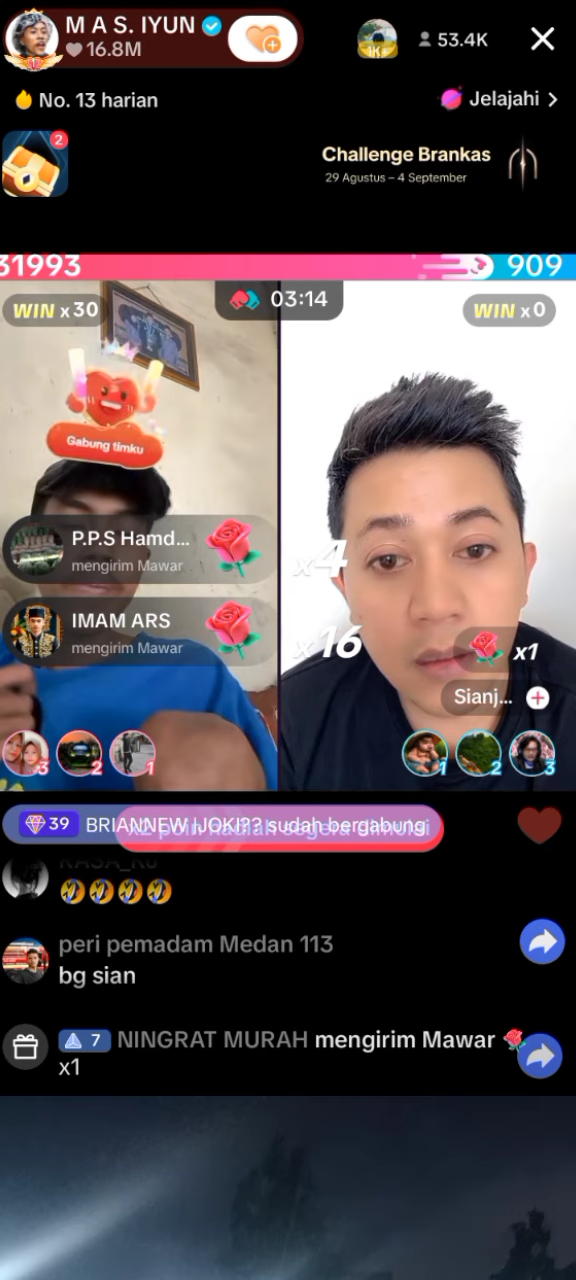 M A S. IYUN
16.8M
53.4K
No. 13 harian
Jelajahi
2
Challenge Brankas
29 Agustus – 4 September
31993
909
WIN x30
03:14
WIN x0
Gabung timku
P.P.S Hamd...
mengirim Mawar
x4
IMAM ARS
mengirim Mawar
x16
x1
Sianj...
3
2
1
1
2
3
39 BRIANNEW !JOKI?? sudah bergabung
peri pemadam Medan 113
bg sian
7 NINGRAT MURAH mengirim Mawar
x1